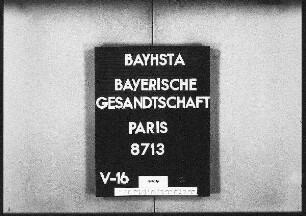 BAYHSTA
BAYERISCHE
GESANDTSCHAFT
PARIS
8713
V-16